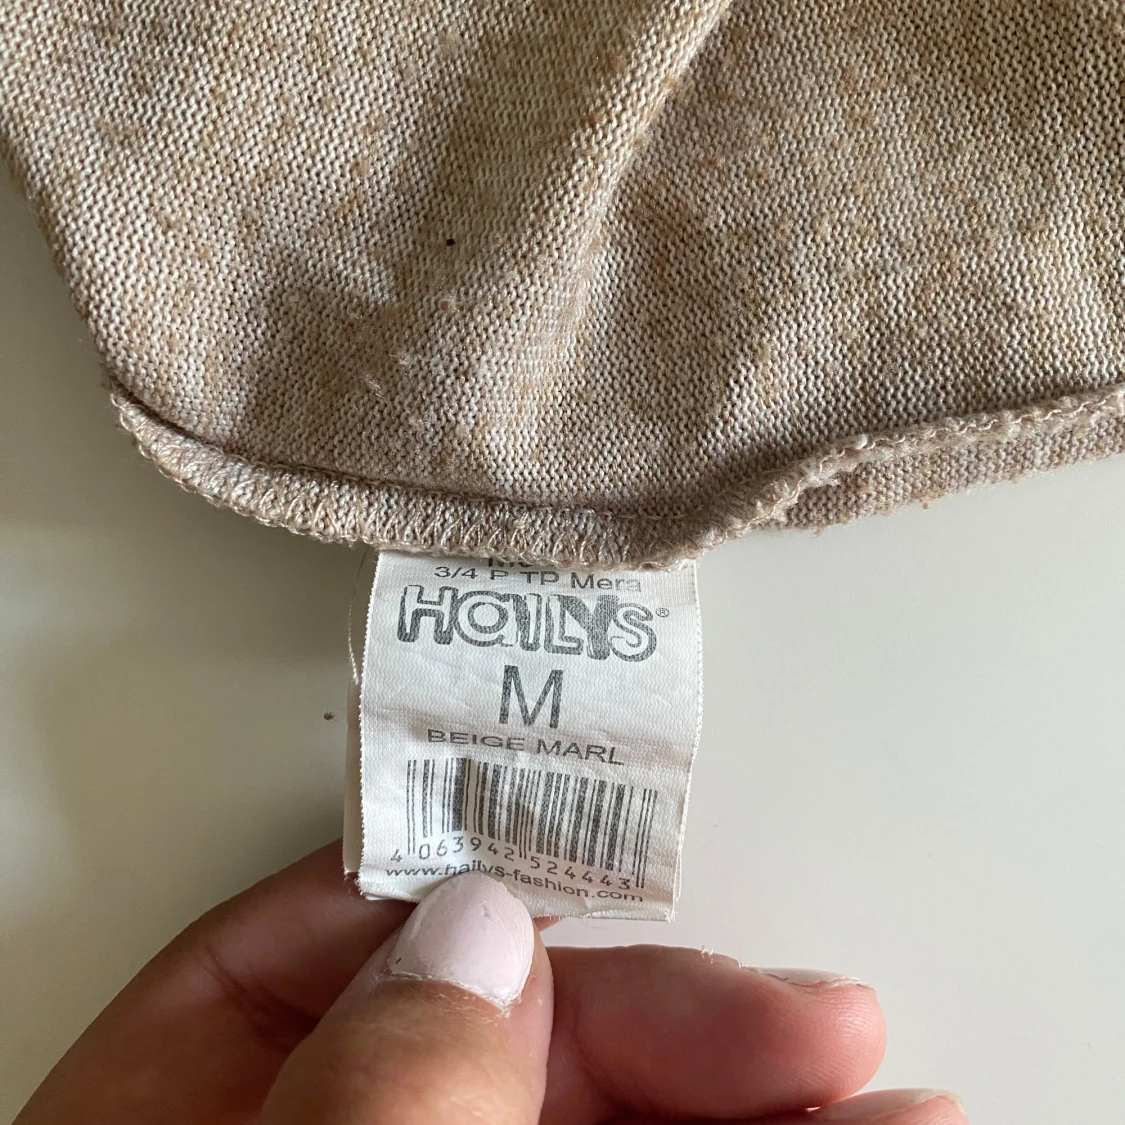 3/4 P TP Mera
HaiLYS®
M
BEIGE MARL
4 063942 524443
www.hailys-fashion.com